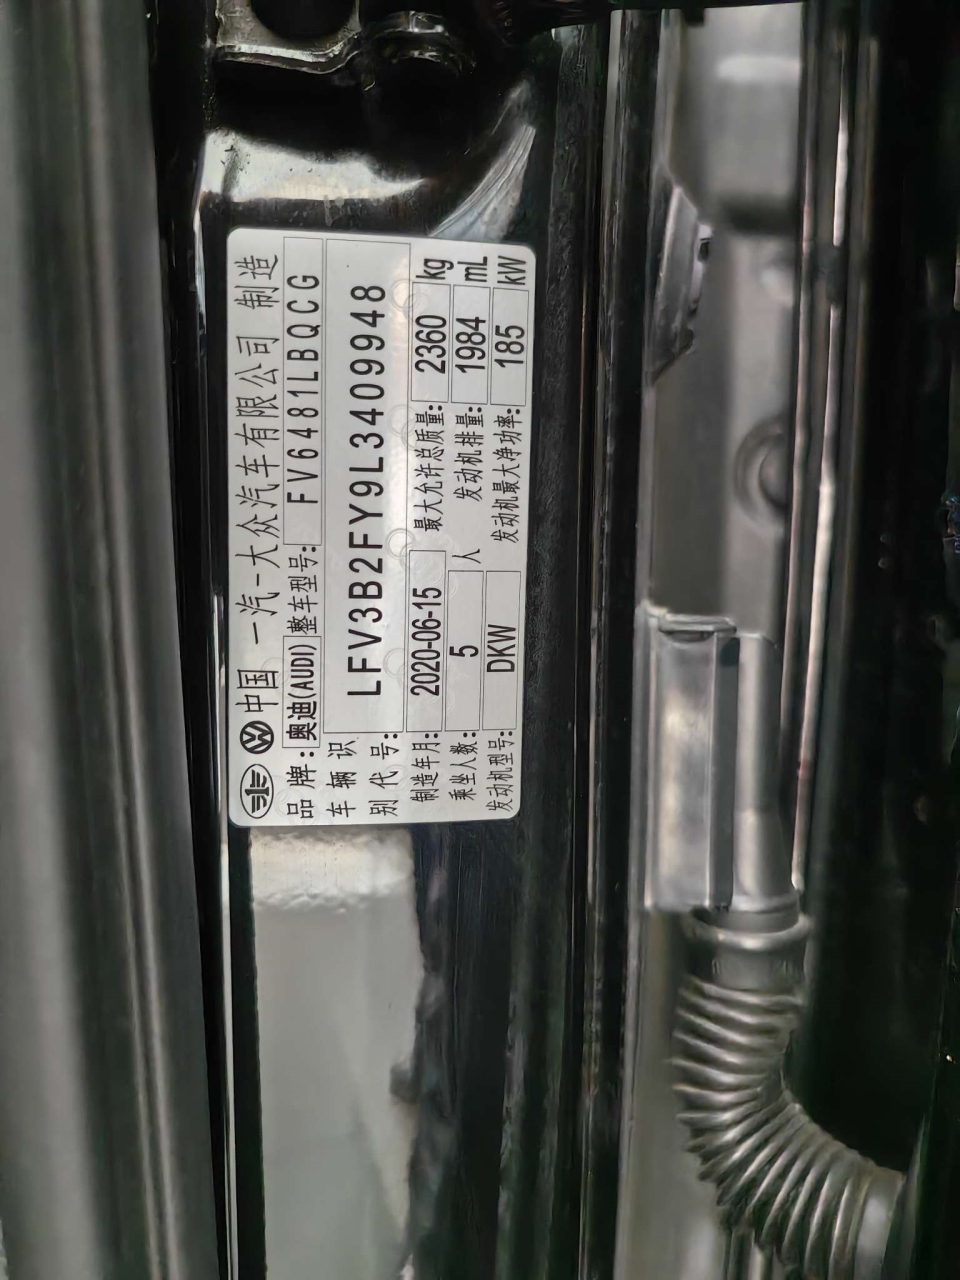 中国 一汽-大众汽车有限公司 制造
品牌:奥迪(AUDI) 整车型号: FV6481LBQCG
车辆识别代号: LFV3B2FY9L3409948
制造年月: 2020-06-15 最大允许总质量: 2360 kg
乘坐人数: 5 人 发动机排量: 1984 mL
发动机型号: DKW 发动机最大净功率: 185 kW